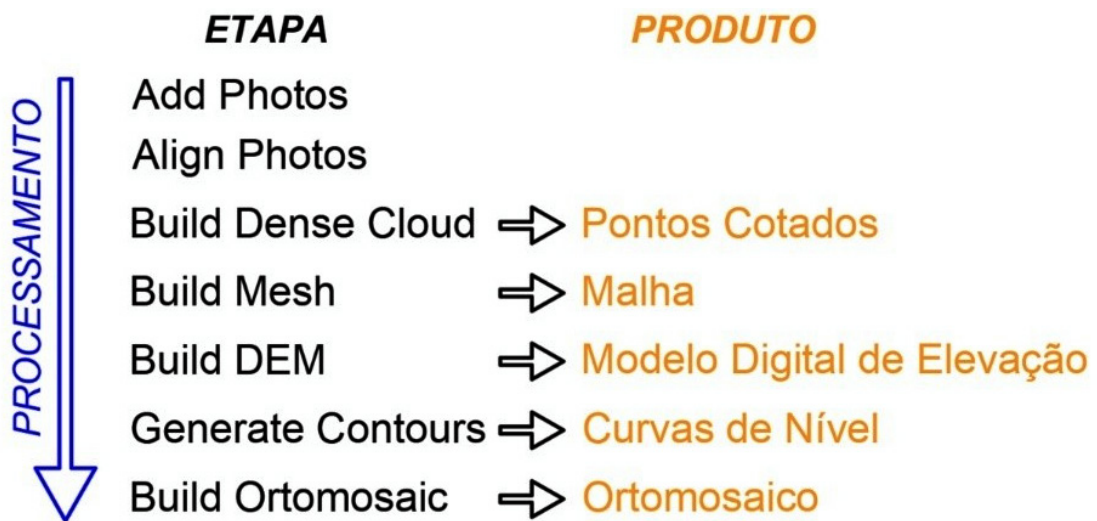 ETAPA PRODUTO
PROCESSAMENTO
Add Photos
Align Photos
Build Dense Cloud Pontos Cotados
Build Mesh Malha
Build DEM Modelo Digital de Elevação
Generate Contours Curvas de Nível
Build Ortomosaic Ortomosaico